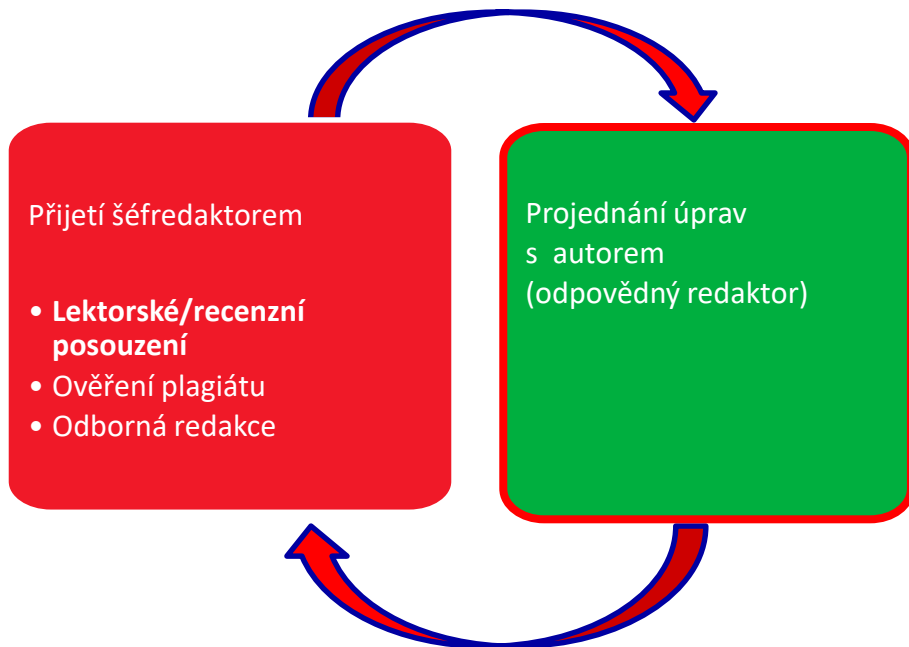 Přijetí šéfredaktorem
• Lektorské/recenzní
posouzení
• Ověření plagiátu
• Odborná redakce
Projednání úprav
s  autorem
(odpovědný redaktor)